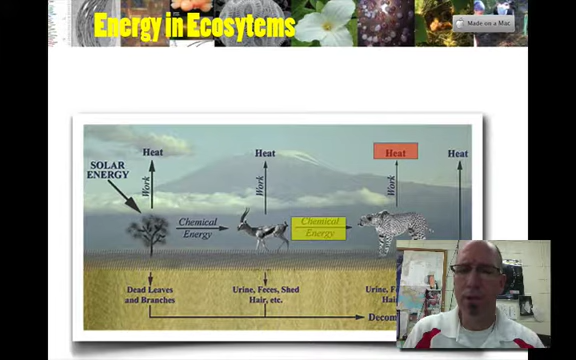 Energy in Ecosytems
Made on a Mac
Heat
Heat
Heat
Heat
SOLAR
ENERGY
Work
Work
Work
Chemical
Energy
Chemical
Energy
Dead Leaves
and Branches
Urine, Feces, Shed
Hair, etc.
Urine, F
Hai
Decom